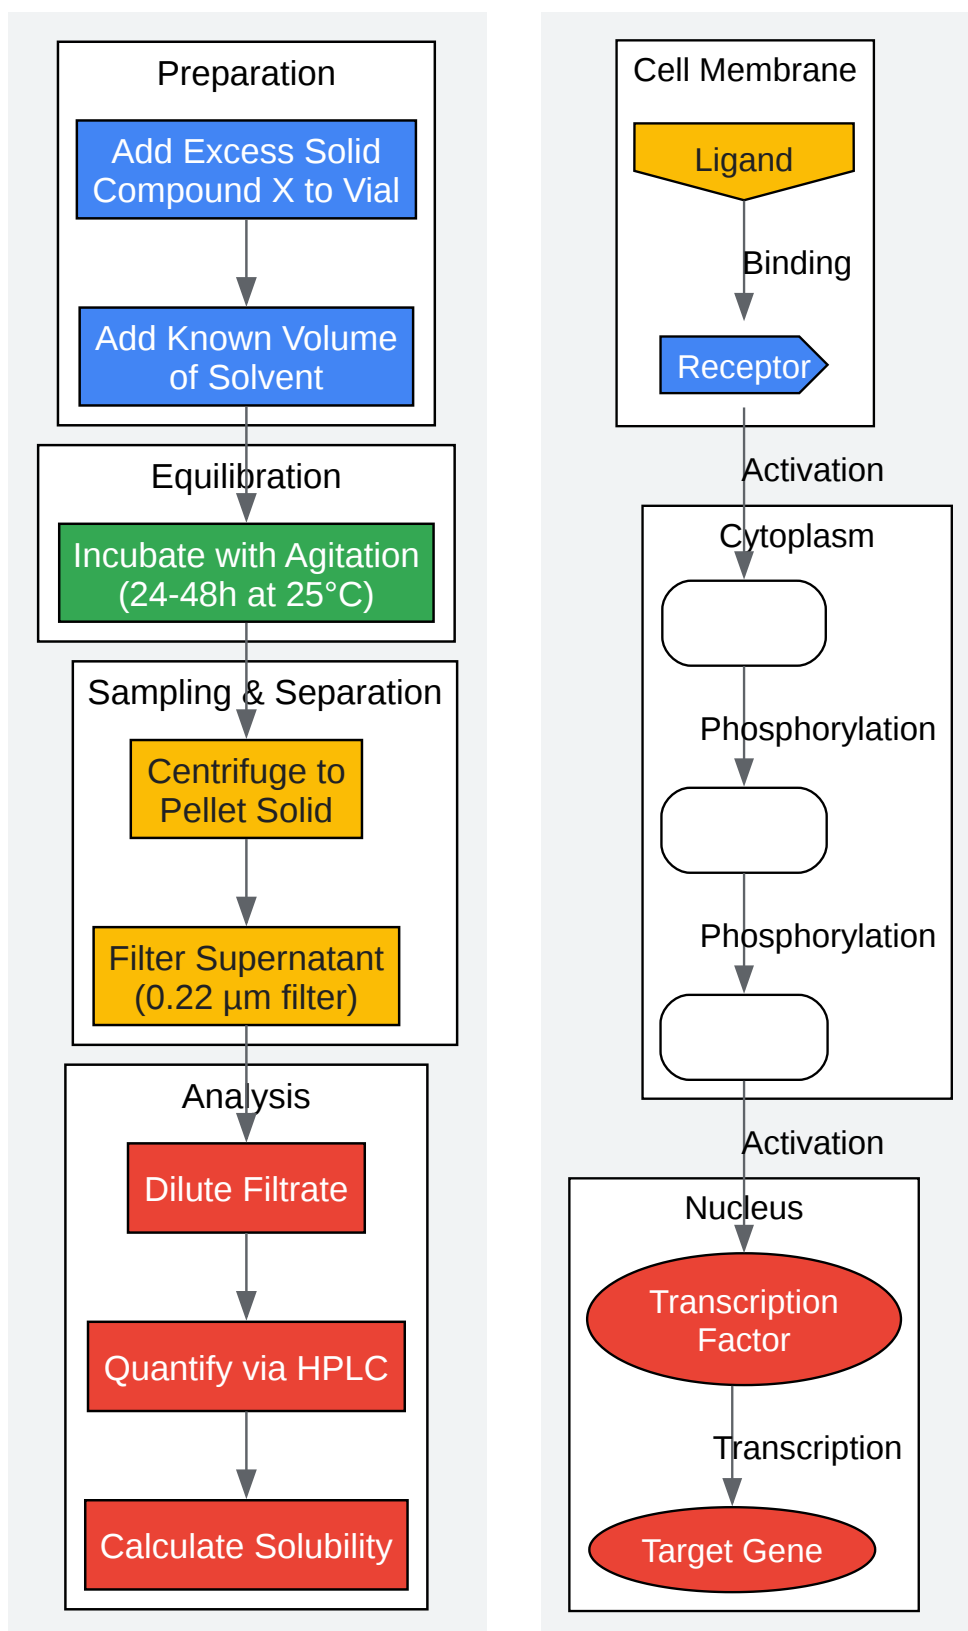 Preparation
Add Excess Solid
Compound X to Vial
Add Known Volume
of Solvent
Equilibration
Incubate with Agitation
(24-48h at 25°C)
Sampling & Separation
Centrifuge to
Pellet Solid
Filter Supernatant
(0.22 µm filter)
Analysis
Dilute Filtrate
Quantify via HPLC
Calculate Solubility
Cell Membrane
Ligand
Binding
Receptor
Activation
Cytoplasm
Phosphorylation
Phosphorylation
Activation
Nucleus
Transcription
Factor
Transcription
Target Gene